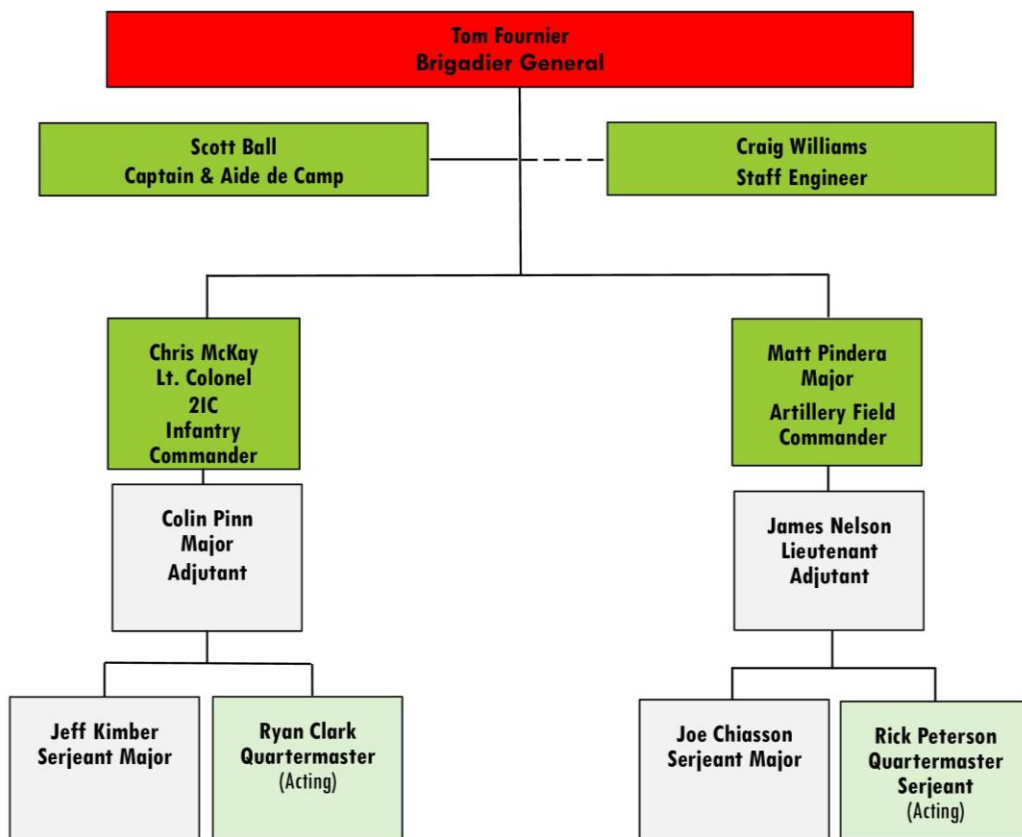 Tom Fournier
Brigadier General
Scott Ball
Captain & Aide de Camp
Craig Williams
Staff Engineer
Chris McKay
Lt. Colonel
2IC
Infantry
Commander
Matt Pindera
Major
Artillery Field
Commander
Colin Pinn
Major
Adjutant
James Nelson
Lieutenant
Adjutant
Jeff Kimber
Serjeant Major
Ryan Clark
Quartermaster
(Acting)
Joe Chiasson
Serjeant Major
Rick Peterson
Quartermaster
Serjeant
(Acting)